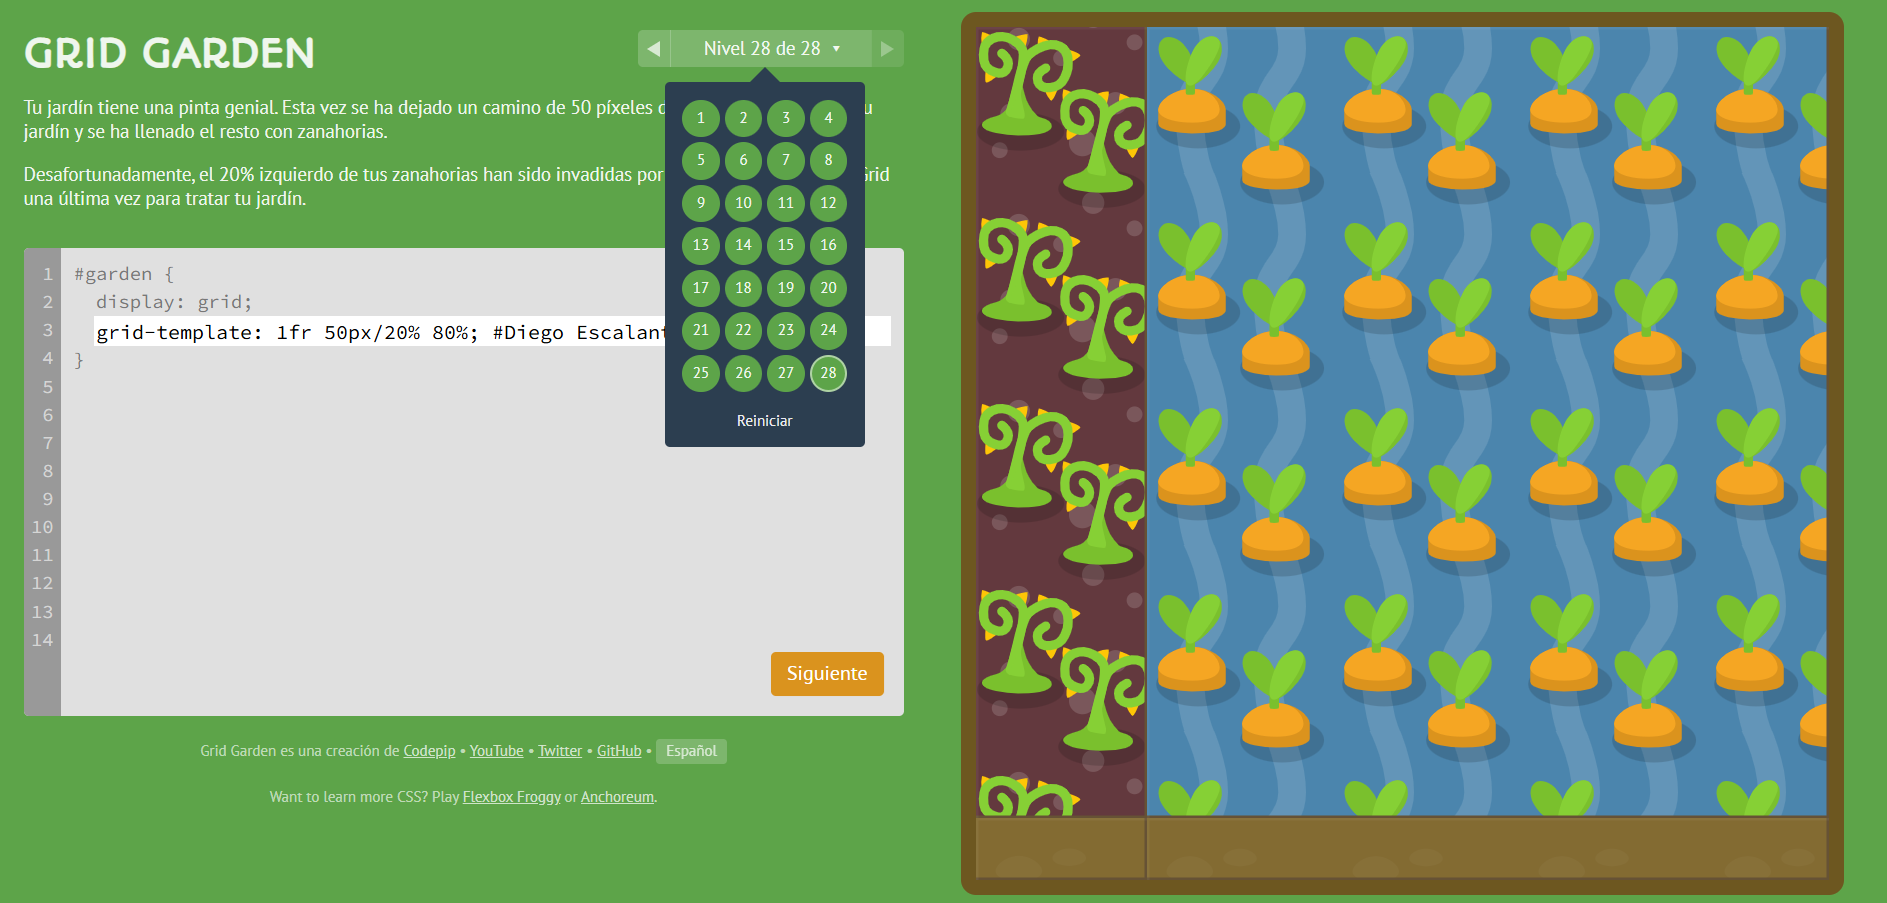 GRID GARDEN
◀ Nivel 28 de 28 ▼ ▶
Tu jardín tiene una pinta genial. Esta vez se ha dejado un camino de 50 píxeles
jardín y se ha llenado el resto con zanahorias.
Desafortunadamente, el 20% izquierdo de tus zanahorias han sido invadidas por
una última vez para tratar tu jardín.
1 2 3 4
5 6 7 8
9 10 11 12
13 14 15 16
17 18 19 20
21 22 23 24
25 26 27 28
Reiniciar
1 #garden {
2 display: grid;
3 grid-template: 1fr 50px/20% 80%; #Diego
4 }
5
6
7
8
9
10
11
12
13
14
Siguiente
Grid Garden es una creación de Codepip • YouTube • Twitter • GitHub • Español
Want to learn more CSS? Play Flexbox Froggy or Anchoreum.